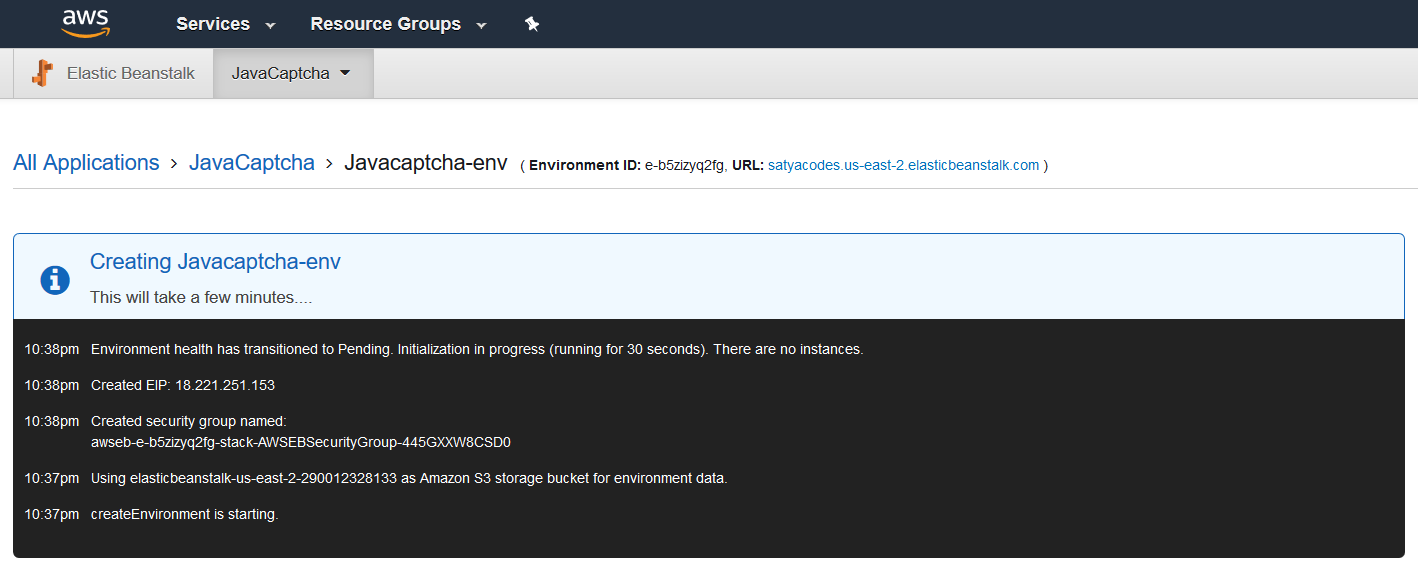 aws Services Resource Groups
Elastic Beanstalk JavaCaptcha
All Applications > JavaCaptcha > Javacaptcha-env ( Environment ID: e-b5zizyq2fg, URL: satyacodes.us-east-2.elasticbeanstalk.com )
Creating Javacaptcha-env
This will take a few minutes....
10:38pm Environment health has transitioned to Pending. Initialization in progress (running for 30 seconds). There are no instances.
10:38pm Created EIP: 18.221.251.153
10:38pm Created security group named:
awseb-e-b5zizyq2fg-stack-AWSEBSecurityGroup-445GXXW8CSD0
10:37pm Using elasticbeanstalk-us-east-2-290012328133 as Amazon S3 storage bucket for environment data.
10:37pm createEnvironment is starting.